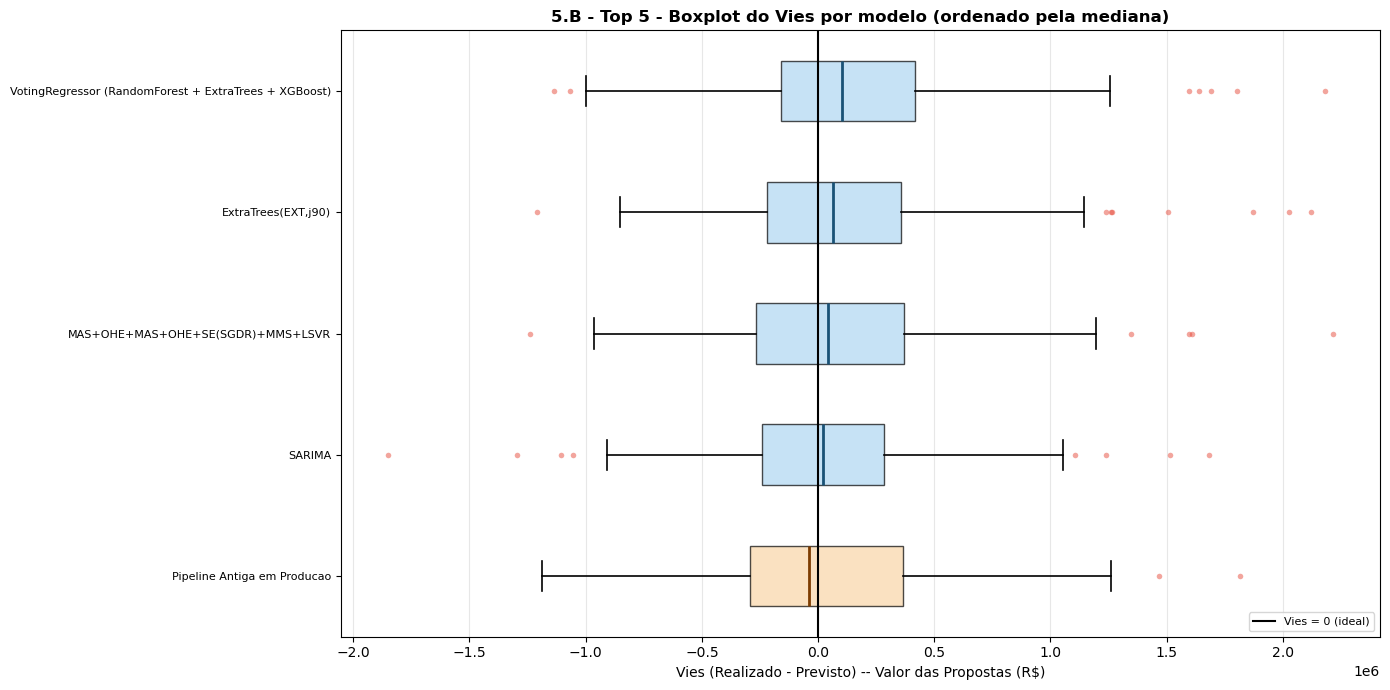 5.B - Top 5 - Boxplot do Vies por modelo (ordenado pela mediana)
VotingRegressor (RandomForest + ExtraTrees + XGBoost)
ExtraTrees(EXT,j90)
MAS+OHE+MAS+OHE+SE(SGDR)+MMS+LSVR
SARIMA
Pipeline Antiga em Producao
Vies = 0 (ideal)
−2.0 −1.5 −1.0 −0.5 0.0 0.5 1.0 1.5 2.0
1e6
Vies (Realizado - Previsto) -- Valor das Propostas (R$)